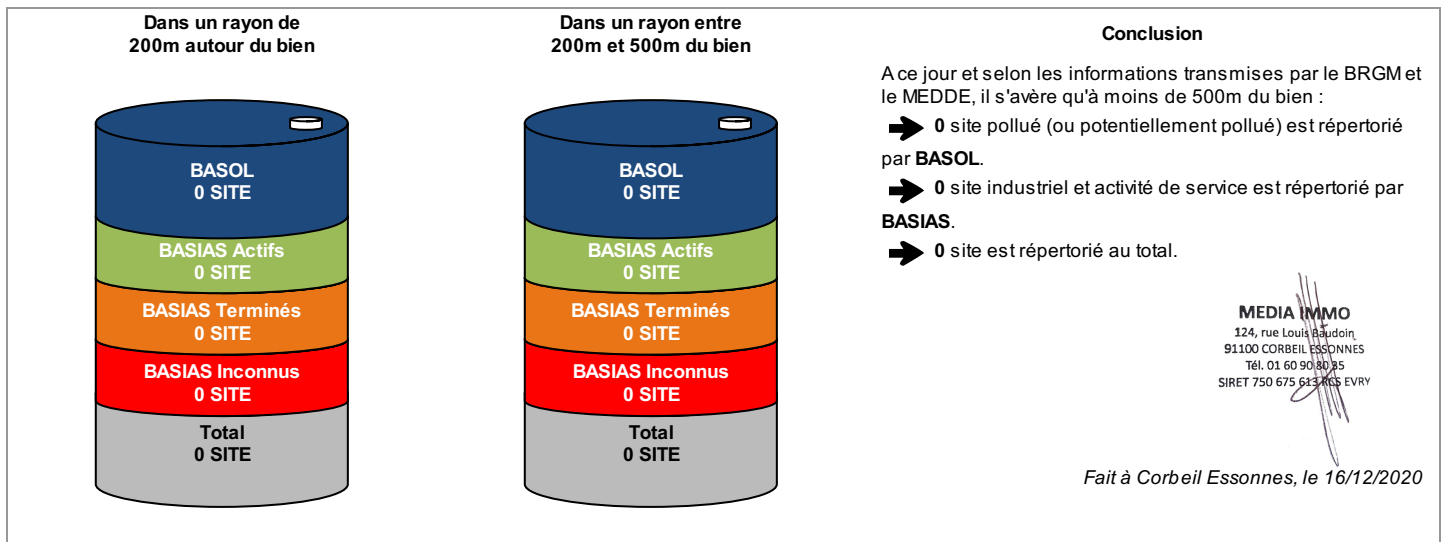 Dans un rayon de
200m autour du bien
BASOL
0 SITE
BASIAS Actifs
0 SITE
BASIAS Terminés
0 SITE
BASIAS Inconnus
0 SITE
Total
0 SITE
Dans un rayon entre
200m et 500m du bien
BASOL
0 SITE
BASIAS Actifs
0 SITE
BASIAS Terminés
0 SITE
BASIAS Inconnus
0 SITE
Total
0 SITE
Conclusion
A ce jour et selon les informations transmises par le BRGM et
le MEDDE, il s'avère qu'à moins de 500m du bien :
0 site pollué (ou potentiellement pollué) est répertorié
par BASOL.
0 site industriel et activité de service est répertorié par
BASIAS.
0 site est répertorié au total.
MEDIA IMMO
124, rue Louis Baudoin
91100 CORBEIL ESSONNES
Tél. 01 60 90 80 85
SIRET 750 675 613 RCS EVRY
Fait à Corbeil Essonnes, le 16/12/2020